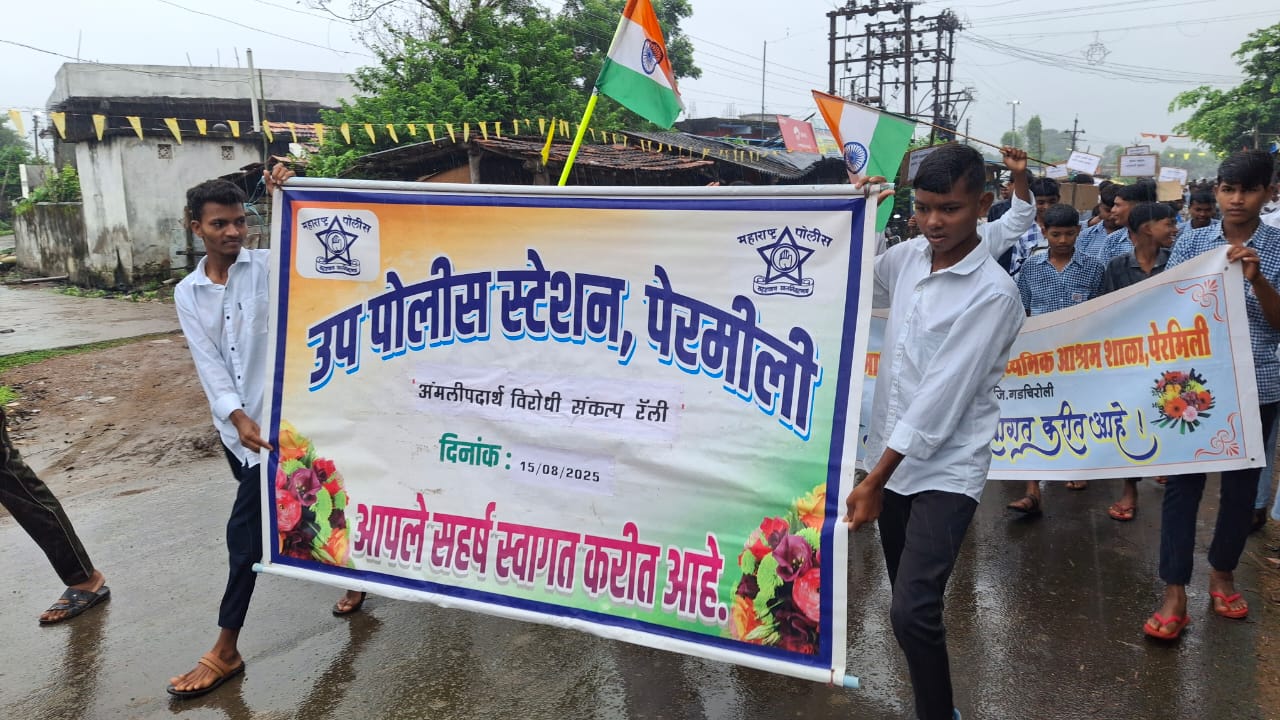 महाराष्ट्र पोलीस
महाराष्ट्र पोलीस
उप पोलीस स्टेशन, पेरमीली
अंमलीपदार्थ विरोधी संकल्प रॅली
दिनांक : 15/08/2025
आपले सहर्ष स्वागत करीत आहे.
आश्रम शाळा, पेरमिली
जि. गडचिरोली
स्वागत करीत आहे !